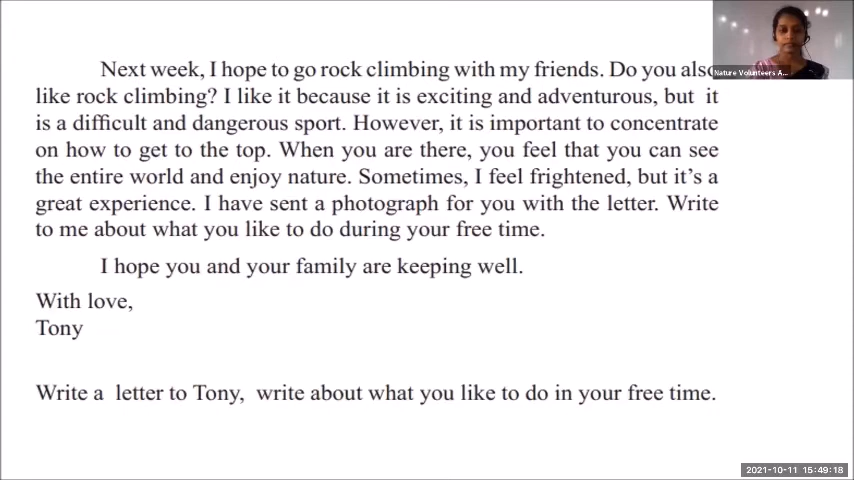 Next week, I hope to go rock climbing with my friends. Do you also
like rock climbing? I like it because it is exciting and adventurous, but it
is a difficult and dangerous sport. However, it is important to concentrate
on how to get to the top. When you are there, you feel that you can see
the entire world and enjoy nature. Sometimes, I feel frightened, but it's a
great experience. I have sent a photograph for you with the letter. Write
to me about what you like to do during your free time.
I hope you and your family are keeping well.
With love,
Tony
Write a letter to Tony, write about what you like to do in your free time.
Nature Volunteers A...
2021-10-11 15:49:18